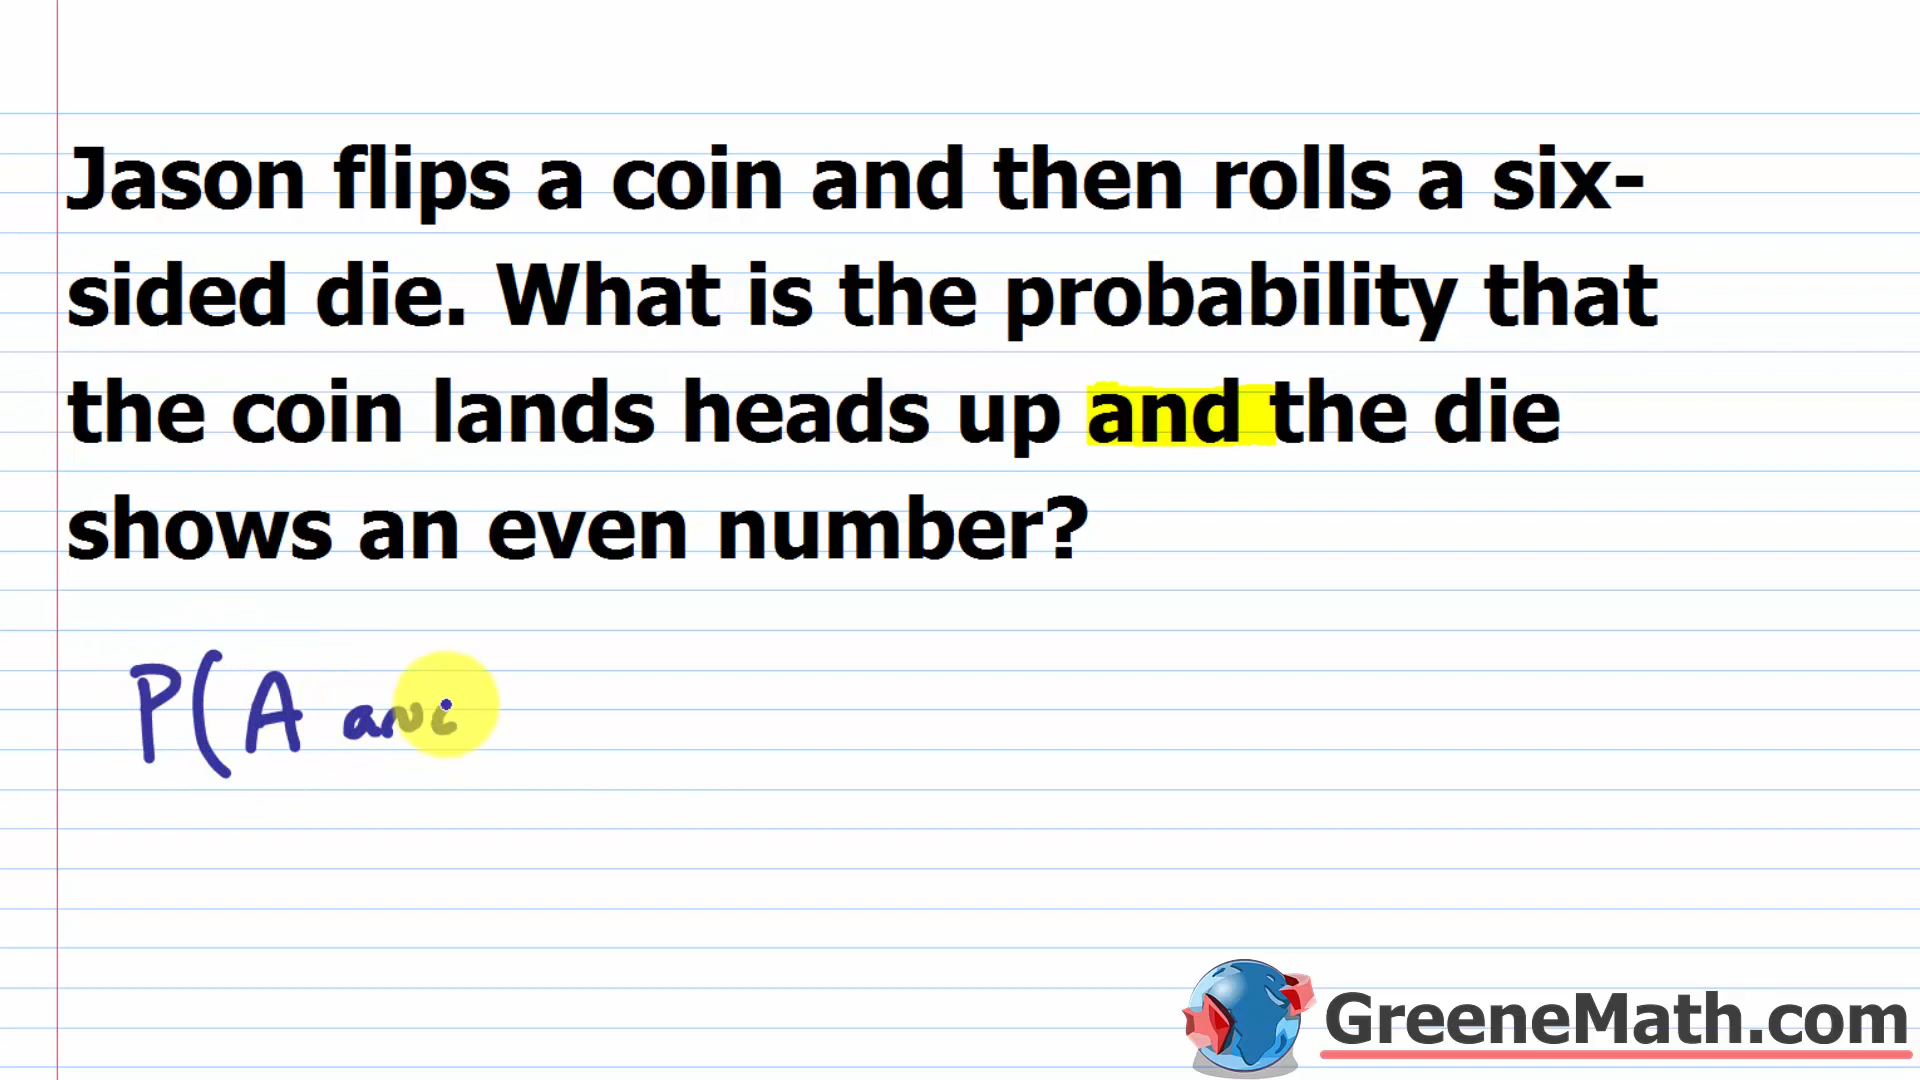 Jason flips a coin and then rolls a six-
sided die. What is the probability that
the coin lands heads up and the die
shows an even number?
P(A anc
GreeneMath.com